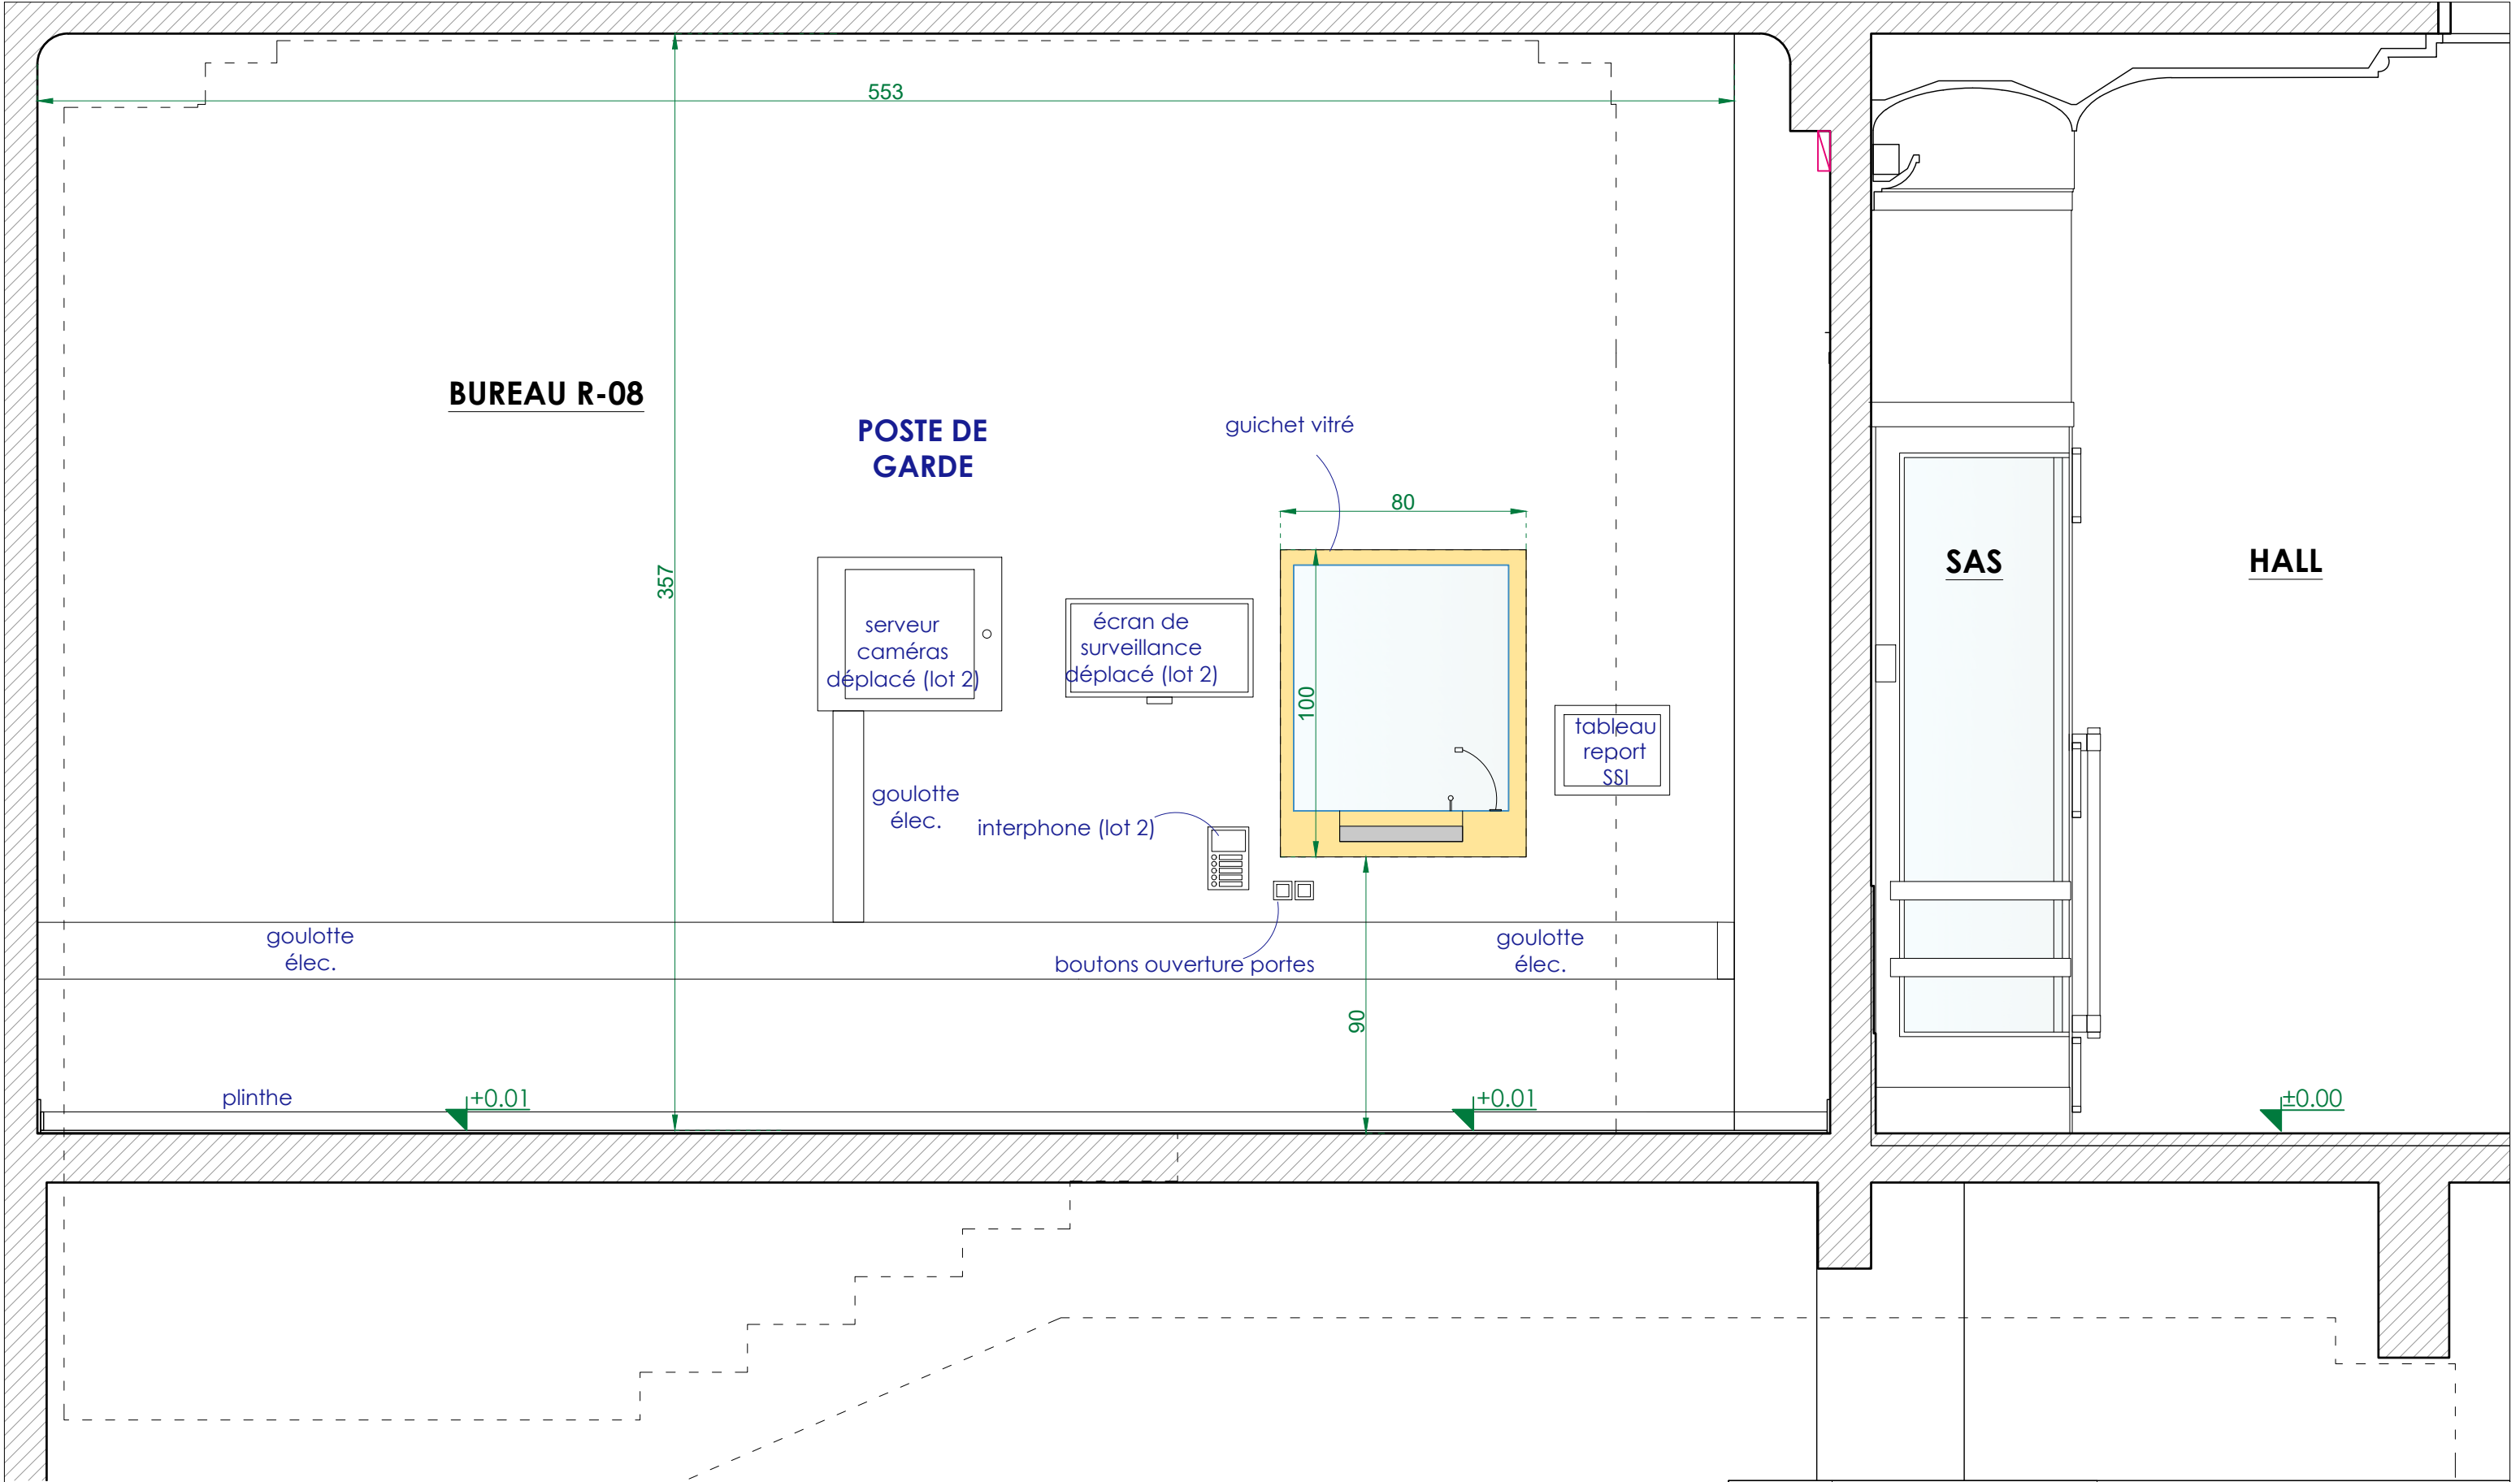 553
BUREAU R-08
POSTE DE
GARDE
guichet vitré
80
357
SAS
HALL
serveur
caméras
déplacé (lot 2)
écran de
surveillance
déplacé (lot 2)
100
tableau
report
SSI
goulotte
élec.
interphone (lot 2)
goulotte
élec.
boutons ouverture portes
goulotte
élec.
90
plinthe
+0.01
+0.01
±0.00